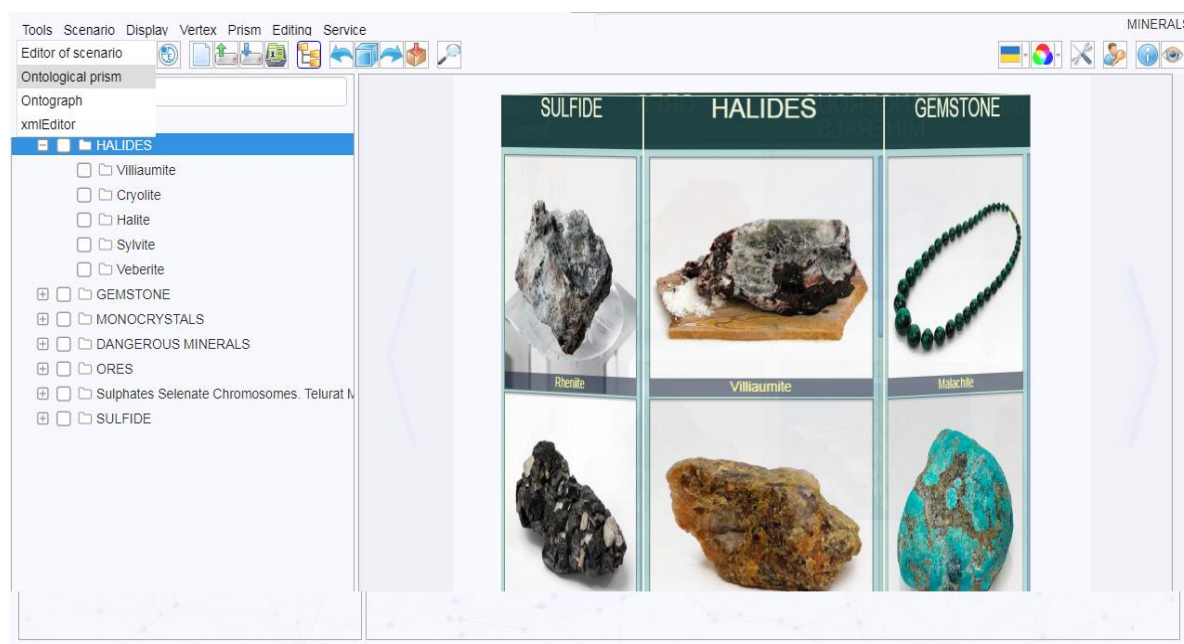 MINERALS
Tools Scenario Display Vertex Prism Editing Service
Editor of scenario
Ontological prism
Ontograph
xmlEditor
HALIDES
Villiaumite
Cryolite
Halite
Sylvite
Veberite
GEMSTONE
MONOCRYSTALS
DANGEROUS MINERALS
ORES
Sulphates Selenate Chromosomes. Telurat M
SULFIDE
SULFIDE HALIDES GEMSTONE
Rheniite Villiaumite Malachite